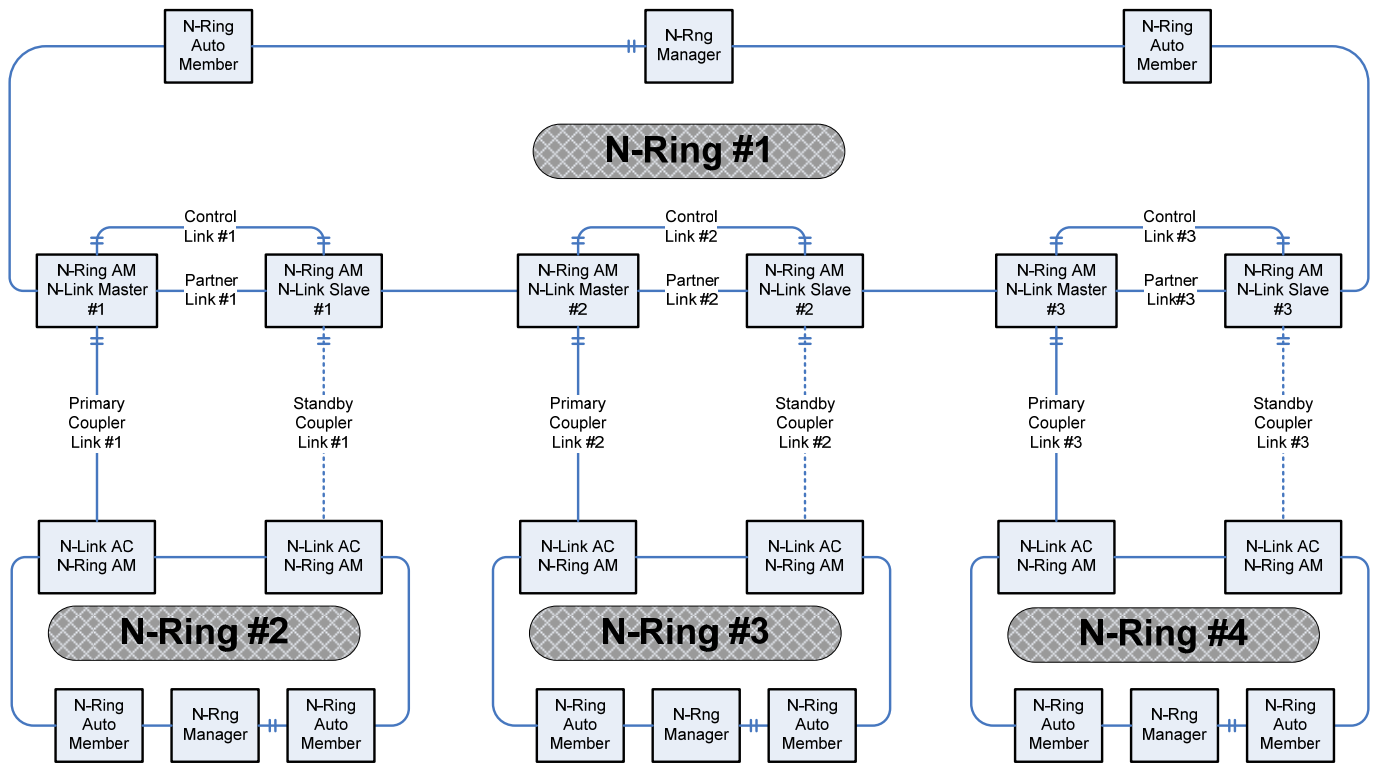 N-Ring
Auto
Member
N-Rng
Manager
N-Ring
Auto
Member
N-Ring #1
Control
Link #1
Control
Link #2
Control
Link #3
N-Ring AM
N-Link Master
#1
Partner
Link #1
N-Ring AM
N-Link Slave
#1
N-Ring AM
N-Link Master
#2
Partner
Link #2
N-Ring AM
N-Link Slave
#2
N-Ring AM
N-Link Master
#3
Partner
Link#3
N-Ring AM
N-Link Slave
#3
Primary
Coupler
Link #1
Standby
Coupler
Link #1
Primary
Coupler
Link #2
Standby
Coupler
Link #2
Primary
Coupler
Link #3
Standby
Coupler
Link #3
N-Link AC
N-Ring AM
N-Link AC
N-Ring AM
N-Link AC
N-Ring AM
N-Link AC
N-Ring AM
N-Link AC
N-Ring AM
N-Link AC
N-Ring AM
N-Ring #2
N-Ring #3
N-Ring #4
N-Ring
Auto
Member
N-Rng
Manager
N-Ring
Auto
Member
N-Ring
Auto
Member
N-Rng
Manager
N-Ring
Auto
Member
N-Ring
Auto
Member
N-Rng
Manager
N-Ring
Auto
Member